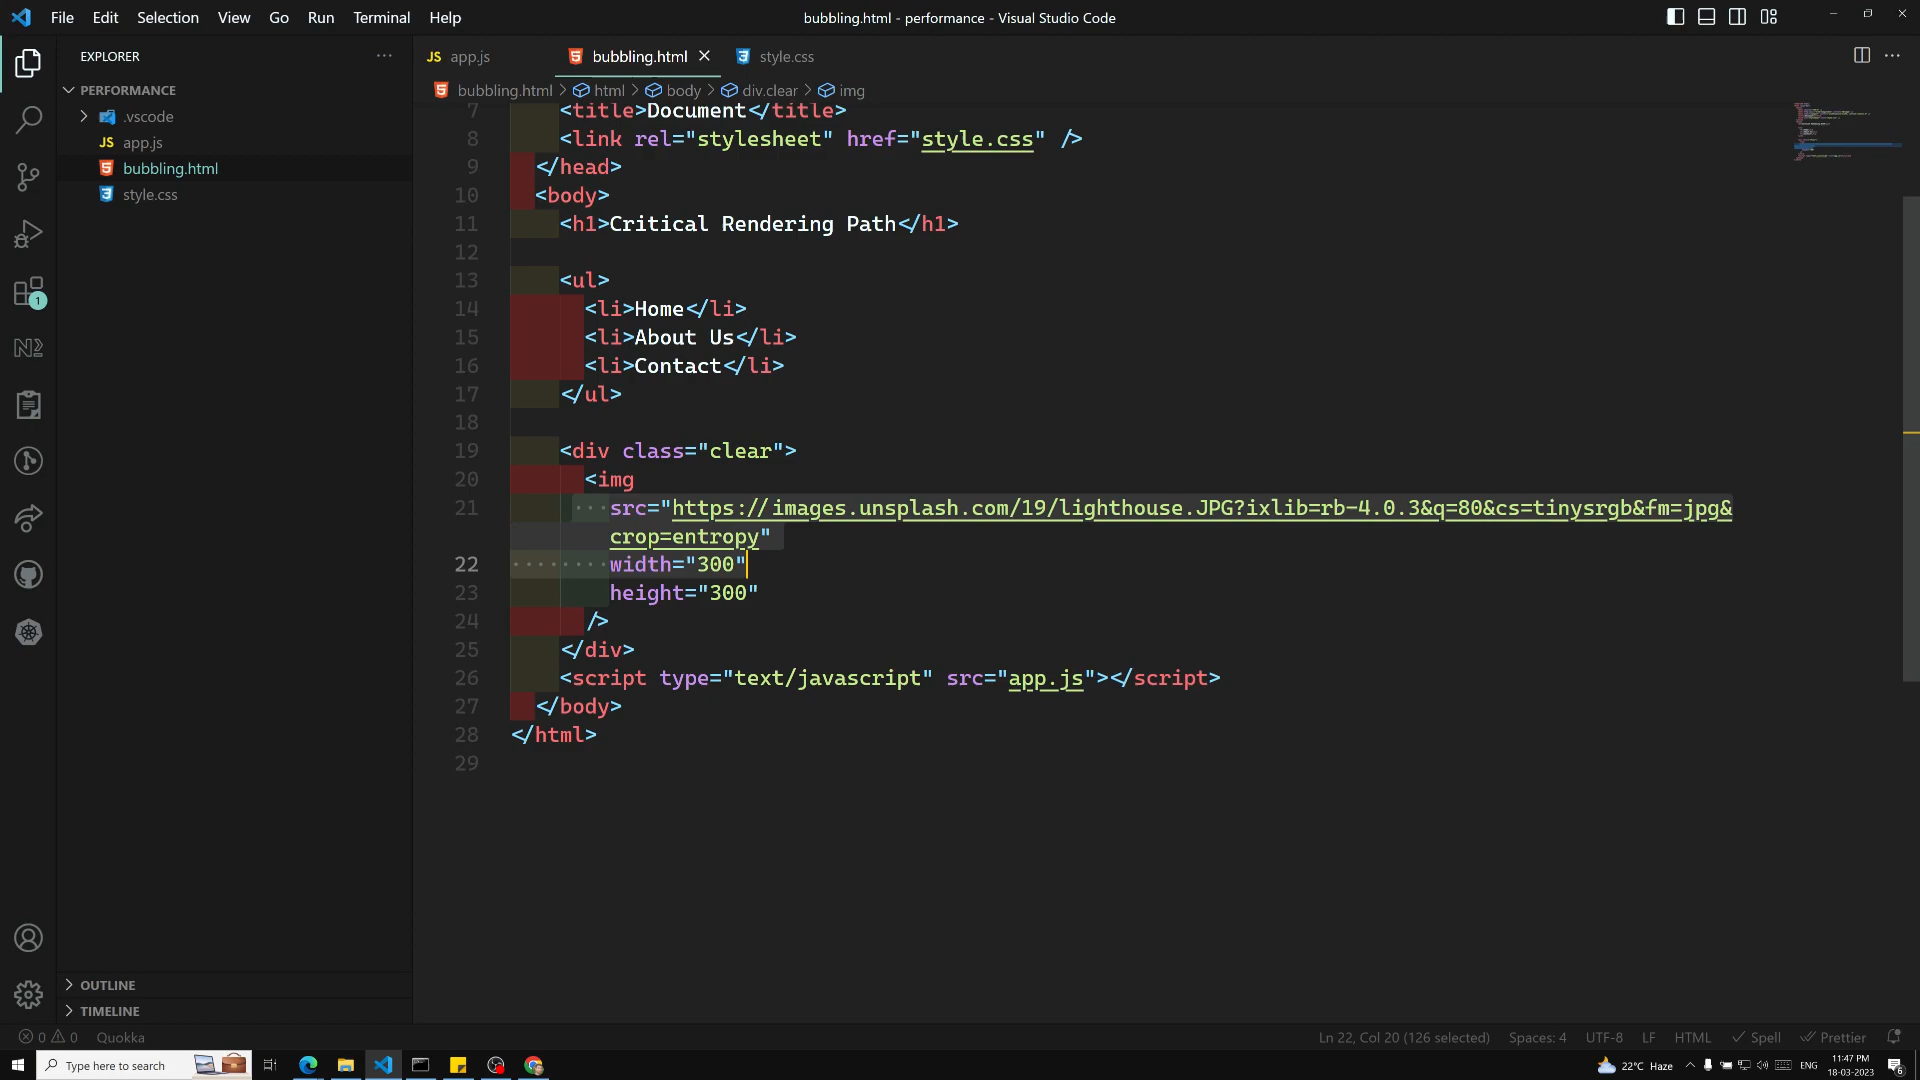 File Edit Selection View Go Run Terminal Help
bubbling.html - performance - Visual Studio Code
EXPLORER
PERFORMANCE
.vscode
JS app.js
bubbling.html
style.css
OUTLINE
TIMELINE
1
JS app.js
bubbling.html
style.css
bubbling.html > html > body > div.clear > img
7 <title>Document</title>
8 <link rel="stylesheet" href="style.css" />
9 </head>
10 <body>
11 <h1>Critical Rendering Path</h1>
12
13 <ul>
14 <li>Home</li>
15 <li>About Us</li>
16 <li>Contact</li>
17 </ul>
18
19 <div class="clear">
20 <img
21 src="https://images.unsplash.com/19/lighthouse.JPG?ixlib=rb-4.0.3&q=80&cs=tinysrgb&fm=jpg&
crop=entropy"
22 width="300"
23 height="300"
24 />
25 </div>
26 <script type="text/javascript" src="app.js"></script>
27 </body>
28 </html>
29
0 0 Quokka
Ln 22, Col 20 (126 selected) Spaces: 4 UTF-8 LF HTML Spell Prettier
Type here to search
22°C Haze ENG
11:47 PM
18-03-2023
6